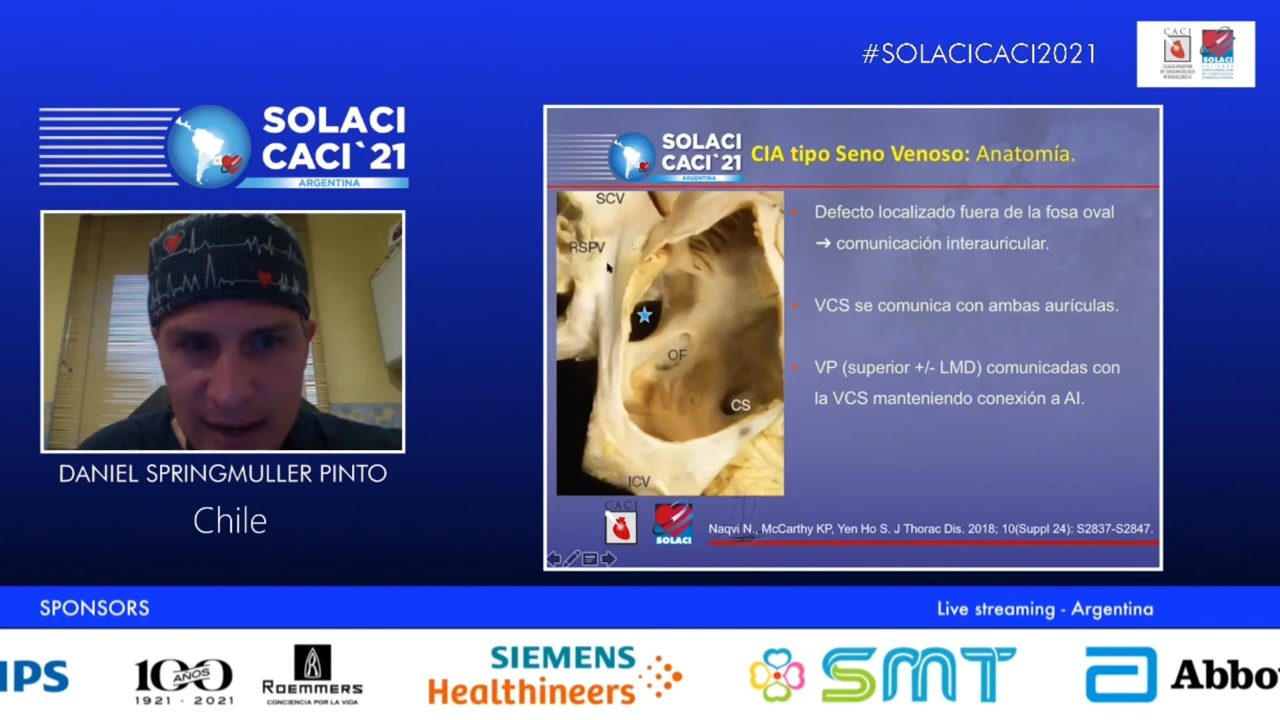 #SOLACICACI2021
CACI
SOLACI
SOLACI
CACI`21
ARGENTINA
DANIEL SPRINGMULLER PINTO
Chile
SOLACI
CACI`21
ARGENTINA
CIA tipo Seno Venoso: Anatomía.
SCV
RSPV
OF
CS
ICV
Defecto localizado fuera de la fosa oval
➔ comunicación interauricular.
VCS se comunica con ambas aurículas.
VP (superior +/- LMD) comunicadas con
la VCS manteniendo conexión a AI.
CACI
SOLACI
Naqvi N., McCarthy KP, Yen Ho S. J Thorac Dis. 2018; 10(Suppl 24): S2837-S2847.
SPONSORS
Live streaming - Argentina
IPS
100
AÑOS
1921 · 2021
ROEMMERS
CONCIENCIA POR LA VIDA
SIEMENS
Healthineers
SMT
Abbo